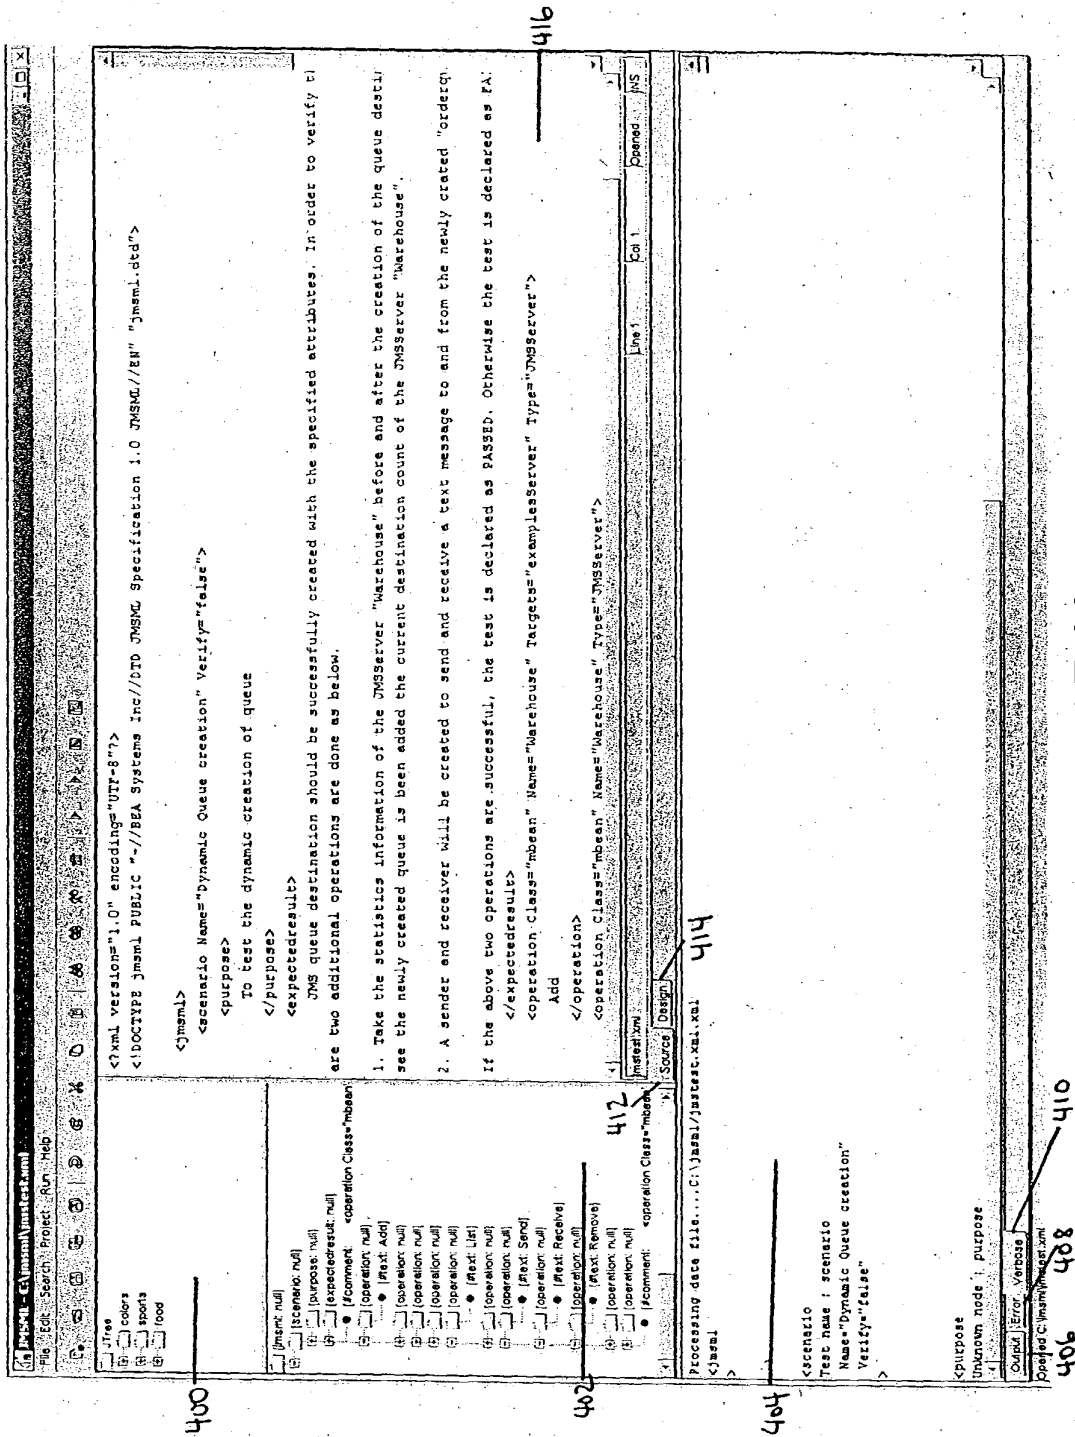 JMSML - C:\jmsml\jmstest.xml
File Edit Search Project Run Help
JTree
colors
sports
food
[jmsml: null]
[scenario: null]
[purpose: null]
[expectedresult: null]
[#comment: <operation Class="mbean
[operation: null]
[#text: Add]
[operation: null]
[operation: null]
[operation: null]
[operation: null]
[#text: List]
[operation: null]
[operation: null]
[#text: Send]
[operation: null]
[#text: Receive]
[operation: null]
[#text: Remove]
[operation: null]
[operation: null]
[#comment: <operation Class="mbean
<?xml version="1.0" encoding="UTF-8"?>
<!DOCTYPE jmsml PUBLIC "-//BEA Systems Inc//DTD JMSML Specification 1.0 JMSML//EN" "jmsml.dtd">
<jmsml>
<scenario Name="Dynamic Queue creation" Verify="false">
<purpose>
To test the dynamic creation of queue
</purpose>
<expectedresult>
JMS queue destination should be successfully created with the specified attributes. In order to verify t
are two additional operations are done as below.
1. Take the statistics information of the JMSServer "Warehouse" before and after the creation of the queue desti
see the newly created queue is been added the current destination count of the JMSServer "Warehouse".
2. A sender and receiver will be created to send and receive a text message to and from the newly crated "orderq
If the above two operations are successful, the test is declared as PASSED. Otherwise the test is declared as FA
</expectedresult>
<operation Class="mbean" Name="Warehouse" Targets="examplesServer" Type="JMSServer">
Add
</operation>
<operation Class="mbean" Name="Warehouse" Type="JMSServer">
jmstest.xml
Line 1 Col 1 Opened INS
Source Design
Processing data file...C:\jmsml/jmstest.xml.xml
<jmsml
>
<scenario
Test name : scenario
Name="Dynamic Queue creation"
Verify="false"
>
<purpose
Unknown node : purpose
Output Error Verbose
Opened C:\jmsml\jmstest.xml
400
402
404
406
408
410
412
414
416